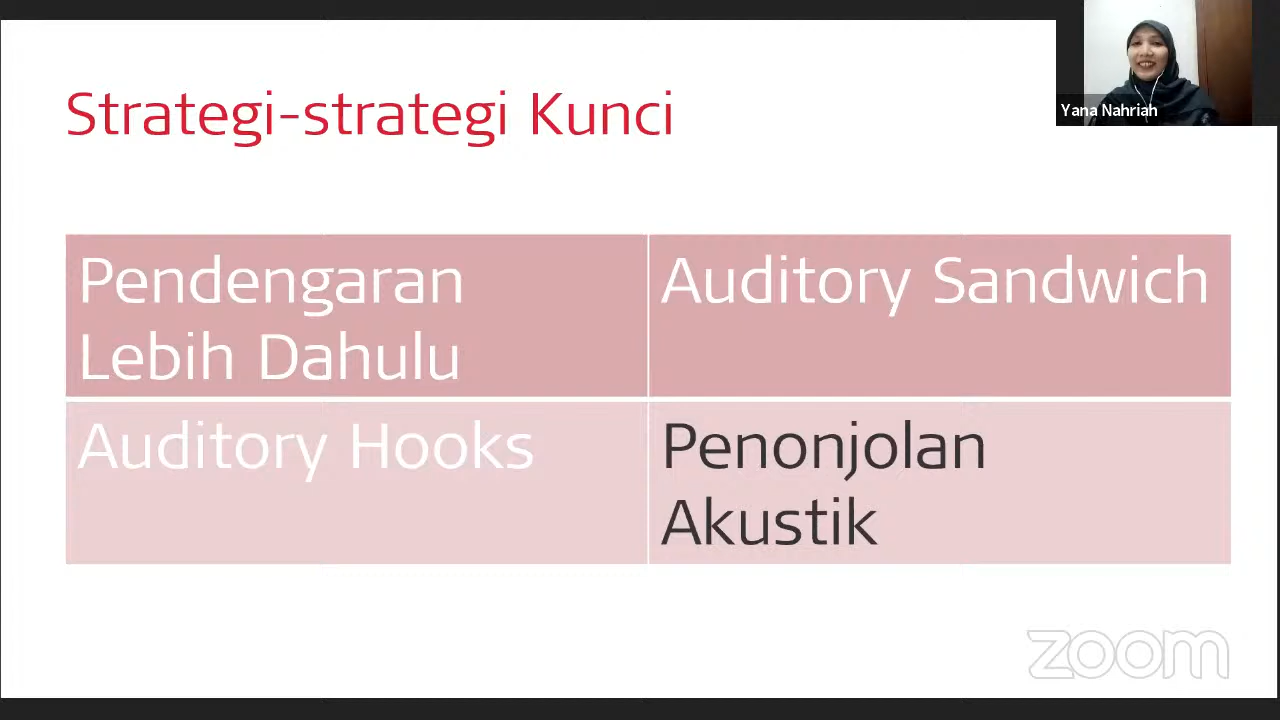 Strategi-strategi Kunci
Yana Nahriah
Pendengaran
Lebih Dahulu
Auditory Sandwich
Auditory Hooks
Penonjolan
Akustik
zoom